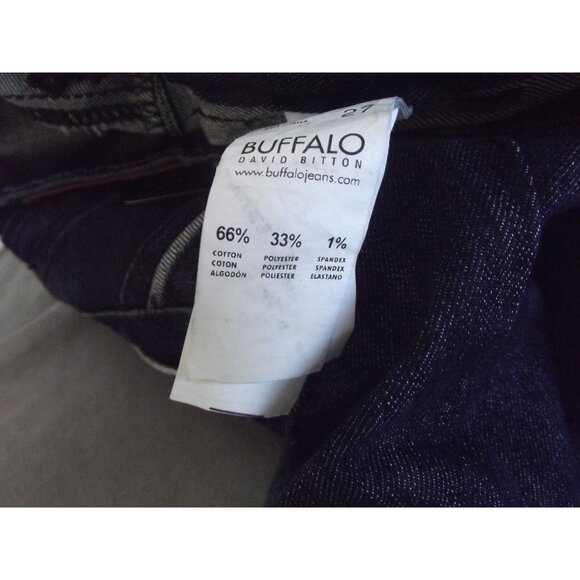 27
BUFFALO
DAVID BITTON
www.buffalojeans.com
66% 33% 1%
COTTON POLYESTER SPANDEX
COTON POLYESTER SPANDEX
ALGODÓN POLIESTER ELASTANO